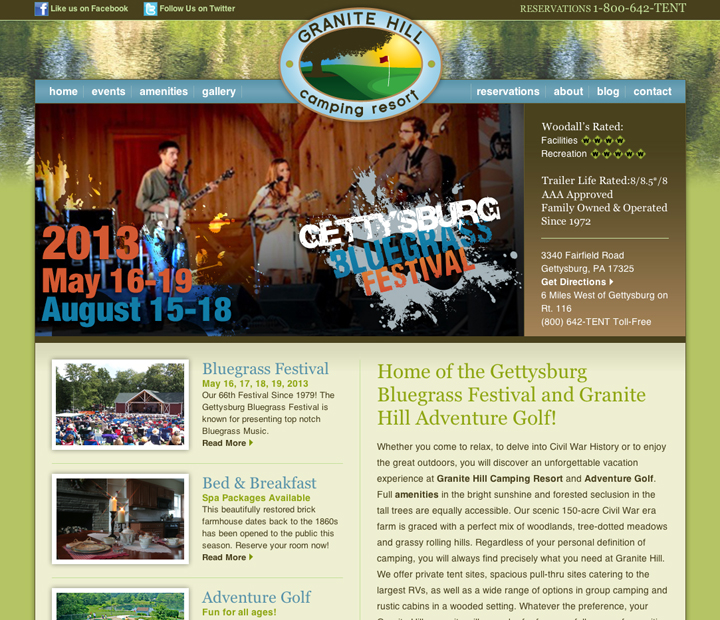 Like us on Facebook
Follow Us on Twitter
RESERVATIONS 1-800-642-TENT
GRANITE HILL
camping resort
home
events
amenities
gallery
reservations
about
blog
contact
2013
May 16-19
August 15-18
GETTYSBURG
BLUEGRASS
FESTIVAL
Woodall's Rated:
Facilities
Recreation
Trailer Life Rated:8/8.5*/8
AAA Approved
Family Owned & Operated
Since 1972
3340 Fairfield Road
Gettysburg, PA 17325
Get Directions
6 Miles West of Gettysburg on
Rt. 116
(800) 642-TENT Toll-Free
Bluegrass Festival
May 16, 17, 18, 19, 2013
Our 66th Festival Since 1979! The
Gettysburg Bluegrass Festival is
known for presenting top notch
Bluegrass Music.
Read More
Bed & Breakfast
Spa Packages Available
This beautifully restored brick
farmhouse dates back to the 1860s
has been opened to the public this
season. Reserve your room now!
Read More
Adventure Golf
Fun for all ages!
Home of the Gettysburg
Bluegrass Festival and Granite
Hill Adventure Golf!
Whether you come to relax, to delve into Civil War History or to enjoy
the great outdoors, you will discover an unforgettable vacation
experience at Granite Hill Camping Resort and Adventure Golf.
Full amenities in the bright sunshine and forested seclusion in the
tall trees are equally accessible. Our scenic 150-acre Civil War era
farm is graced with a perfect mix of woodlands, tree-dotted meadows
and grassy rolling hills. Regardless of your personal definition of
camping, you will always find precisely what you need at Granite Hill.
We offer private tent sites, spacious pull-thru sites catering to the
largest RVs, as well as a wide range of options in group camping and
rustic cabins in a wooded setting. Whatever the preference, your